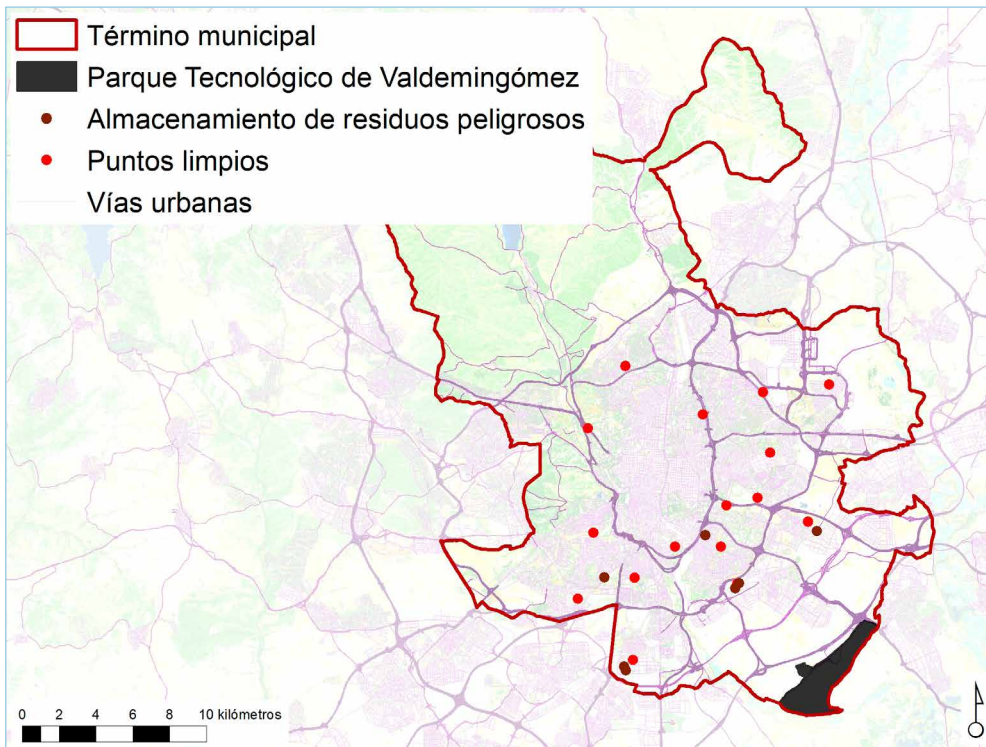 Término municipal
Parque Tecnológico de Valdemingómez
Almacenamiento de residuos peligrosos
Puntos limpios
Vías urbanas
0 2 4 6 8 10 kilómetros